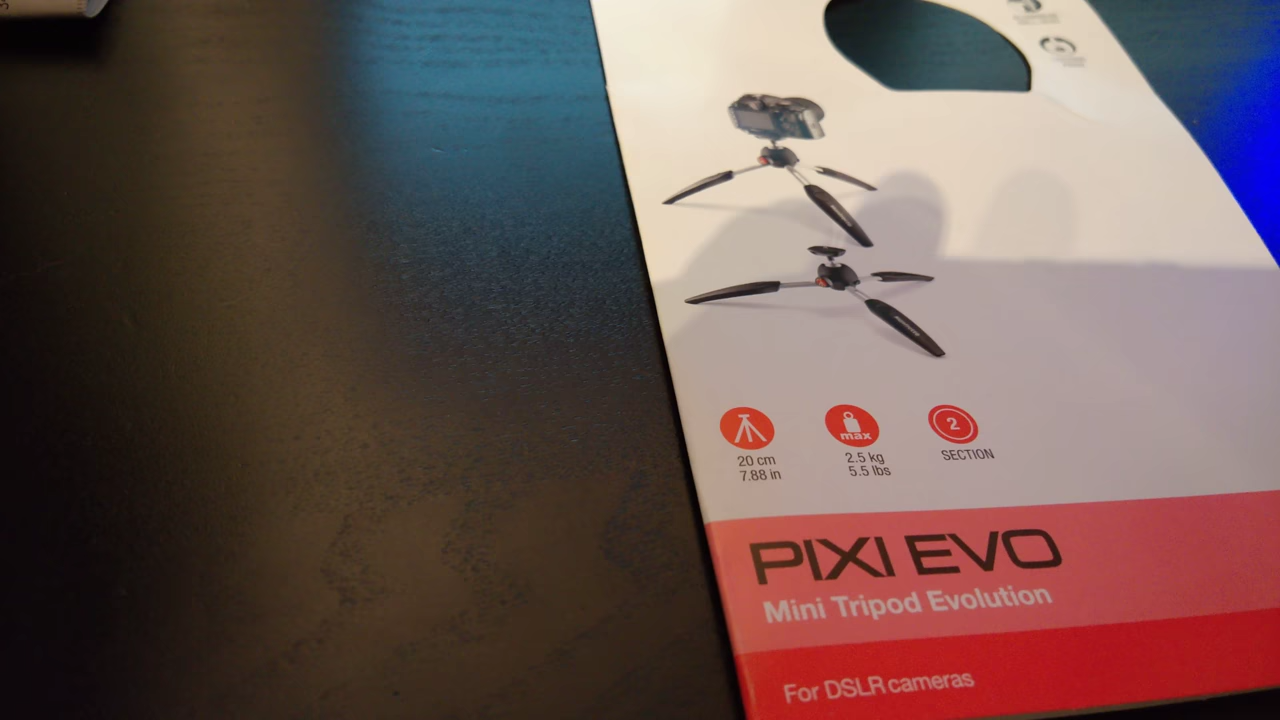 20 cm
7.88 in
max
2.5 kg
5.5 lbs
2
SECTION
PIXI EVO
Mini Tripod Evolution
For DSLR cameras